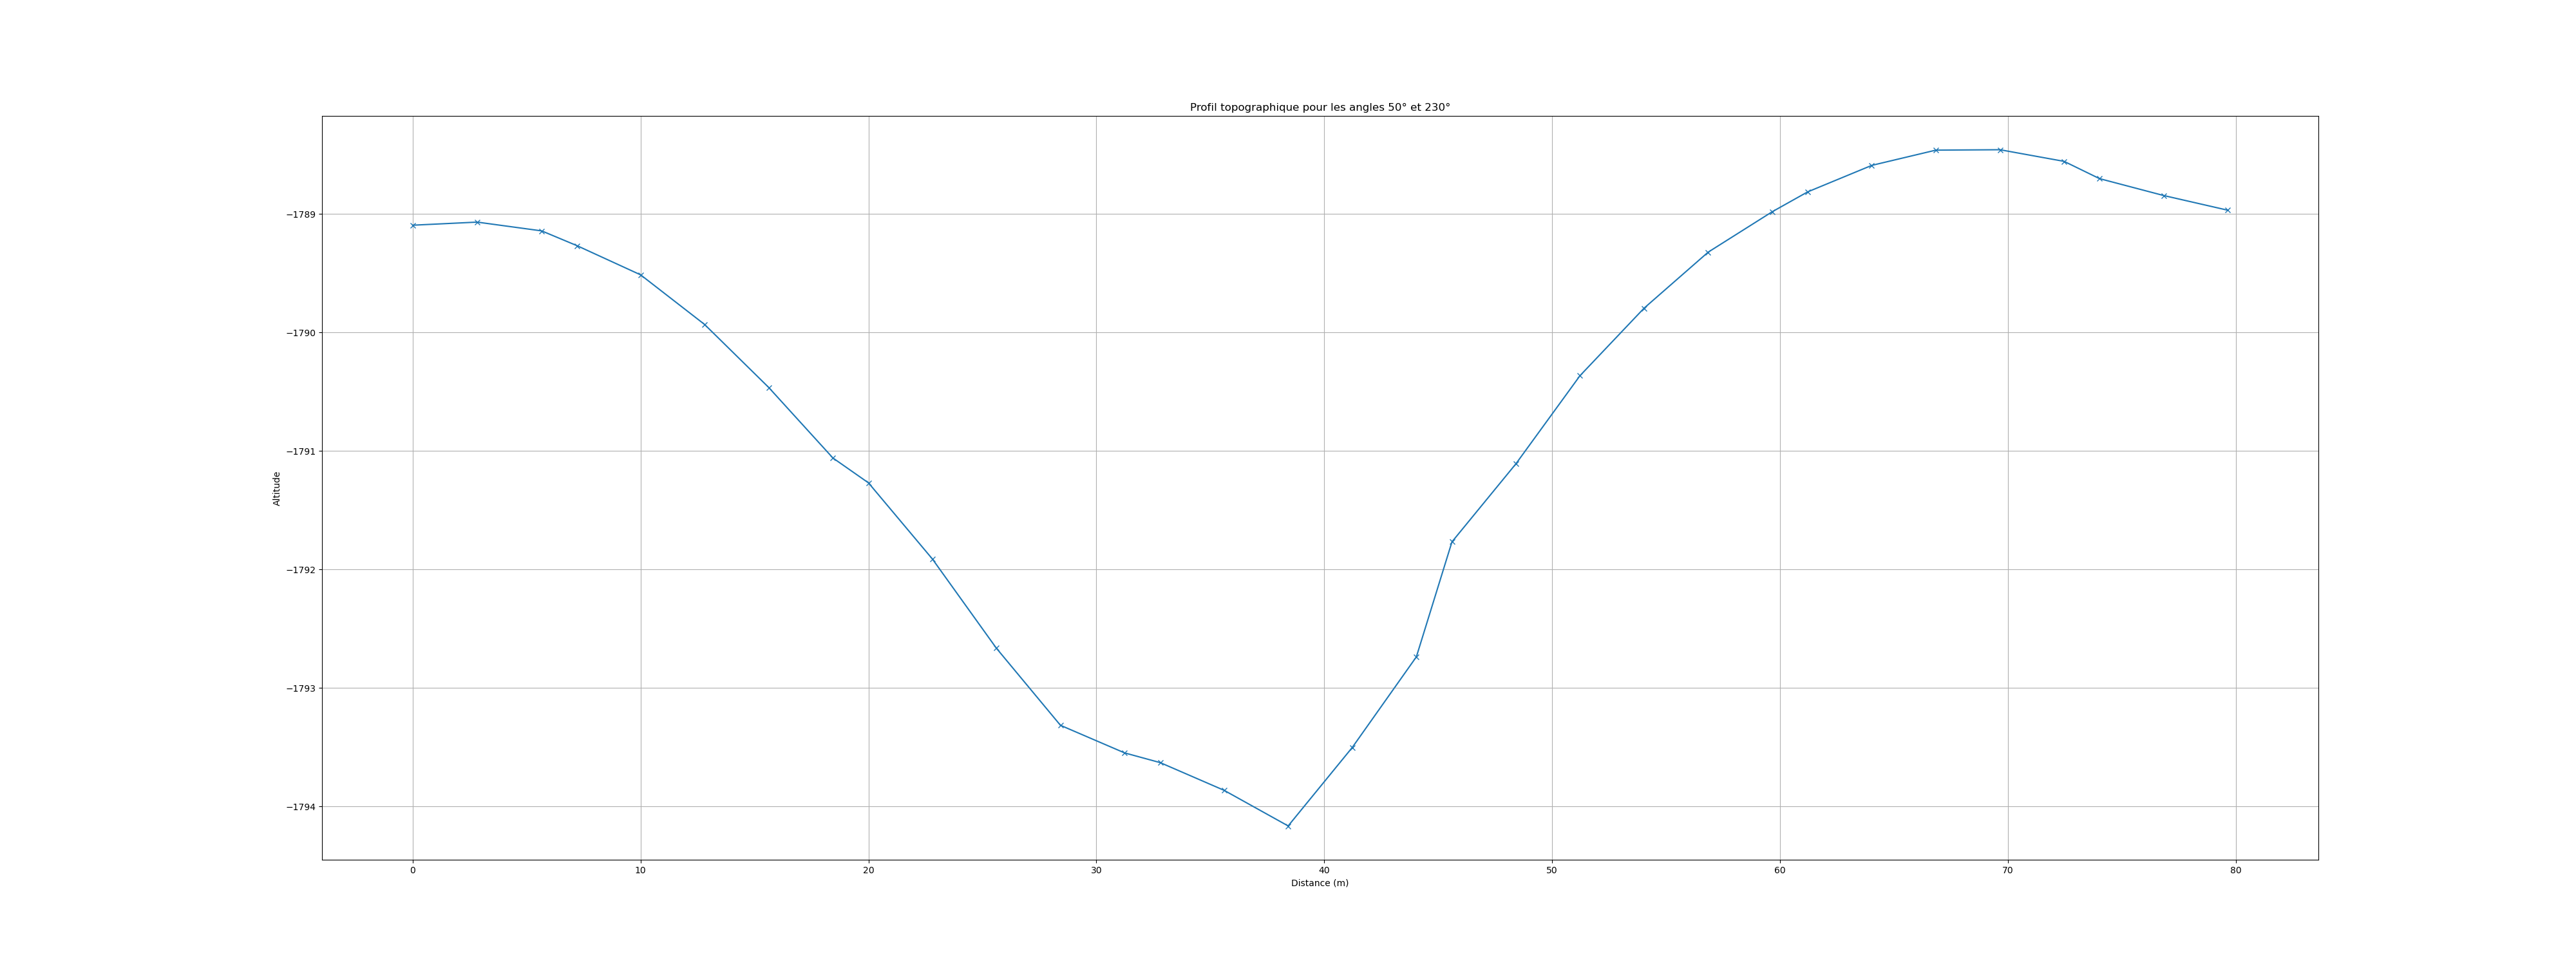 Profil topographique pour les angles 50° et 230°
Altitude
−1789
−1790
−1791
−1792
−1793
−1794
0 10 20 30 40 50 60 70 80
Distance (m)